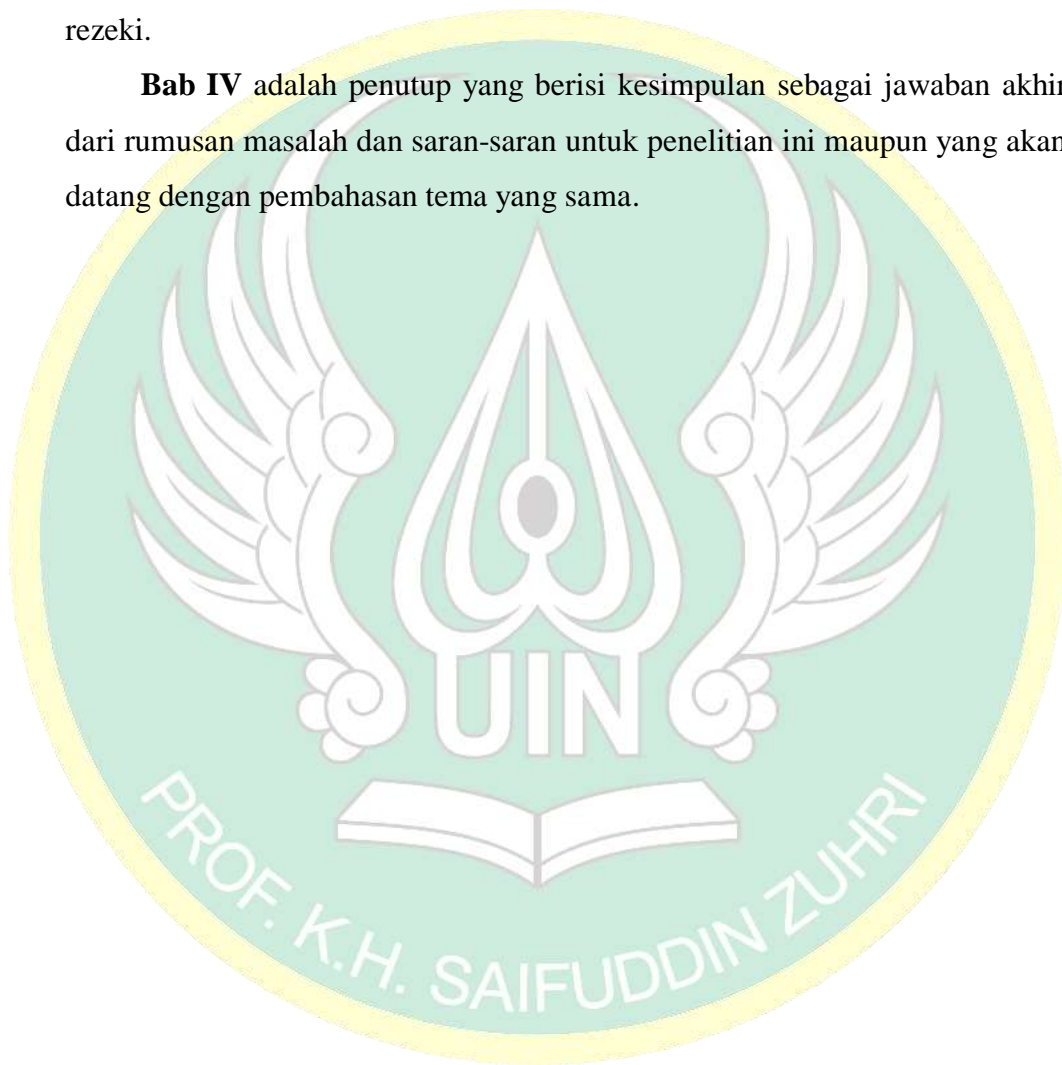 rezeki.
Bab IV adalah penutup yang berisi kesimpulan sebagai jawaban akhir
dari rumusan masalah dan saran-saran untuk penelitian ini maupun yang akan
datang dengan pembahasan tema yang sama.
UIN
PROF. K.H. SAIFUDDIN ZUHRI